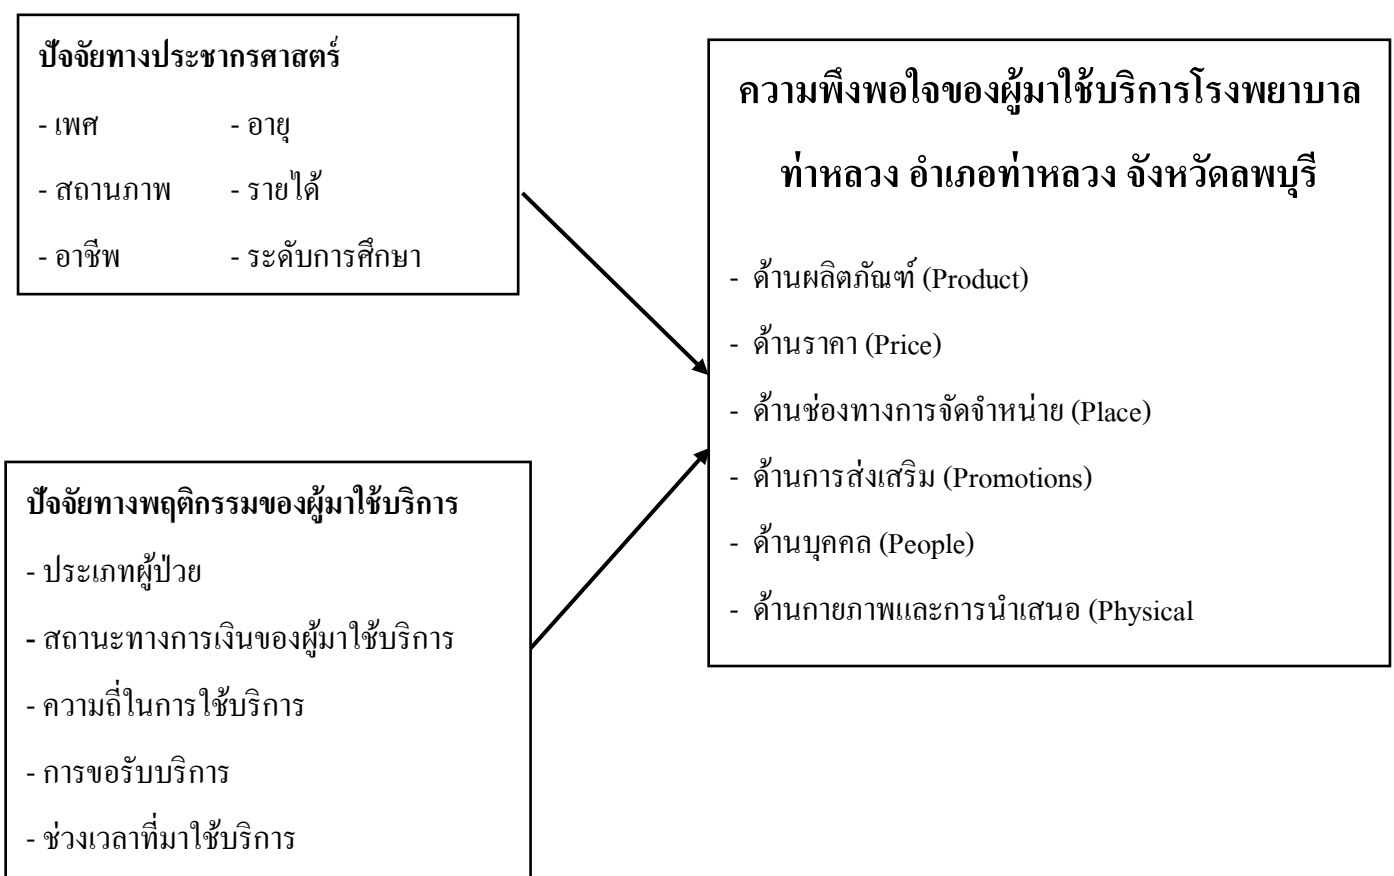 ปัจจัยทางประชากรศาสตร์
- เพศ - อายุ
- สถานภาพ - รายได้
- อาชีพ - ระดับการศึกษา
ปัจจัยทางพฤติกรรมของผู้มาใช้บริการ
- ประเภทผู้ป่วย
- สถานะทางการเงินของผู้มาใช้บริการ
- ความถี่ในการใช้บริการ
- การขอรับบริการ
- ช่วงเวลาที่มาใช้บริการ
ความพึงพอใจของผู้มาใช้บริการโรงพยาบาล
ท่าหลวง อำเภอท่าหลวง จังหวัดลพบุรี
- ด้านผลิตภัณฑ์ (Product)
- ด้านราคา (Price)
- ด้านช่องทางการจัดจำหน่าย (Place)
- ด้านการส่งเสริม (Promotions)
- ด้านบุคคล (People)
- ด้านกายภาพและการนำเสนอ (Physical